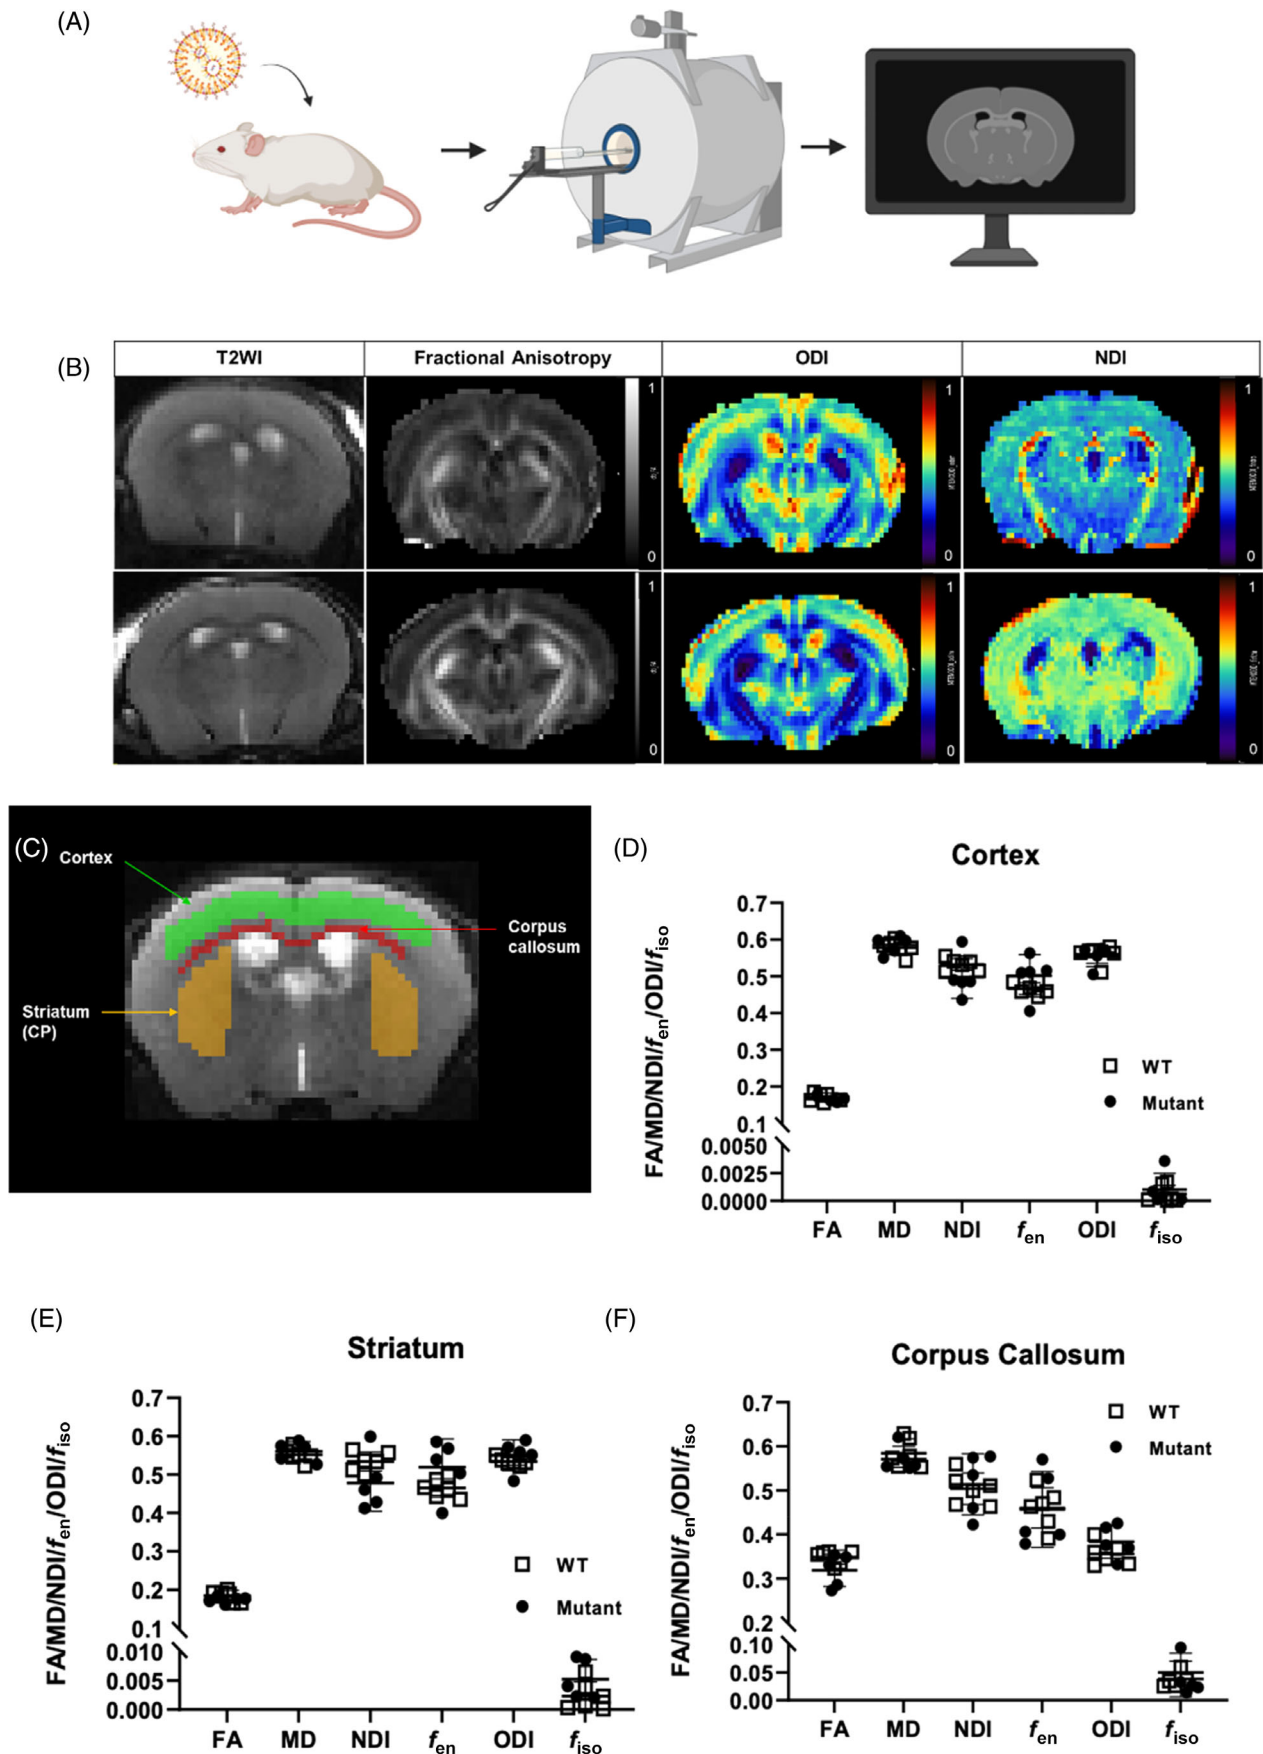 (A)
(B)
T2WI
Fractional Anisotropy
ODI
NDI
1
1
1
0
0
0
1
1
1
0
0
0
(C)
Cortex
Corpus
callosum
Striatum
(CP)
(D)
Cortex
FA/MD/NDI/fen/ODI/fiso
0.7
0.6
0.5
0.4
0.3
0.2
0.1
0.0050
0.0025
0.0000
WT
Mutant
FA MD NDI fen ODI fiso
(E)
Striatum
FA/MD/NDI/fen/ODI/fiso
0.7
0.6
0.5
0.4
0.3
0.2
0.1
0.010
0.005
0.000
WT
Mutant
FA MD NDI fen ODI fiso
(F)
Corpus Callosum
FA/MD/NDI/fen/ODI/fiso
0.7
0.6
0.5
0.4
0.3
0.2
0.10
0.05
0.00
WT
Mutant
FA MD NDI fen ODI fiso